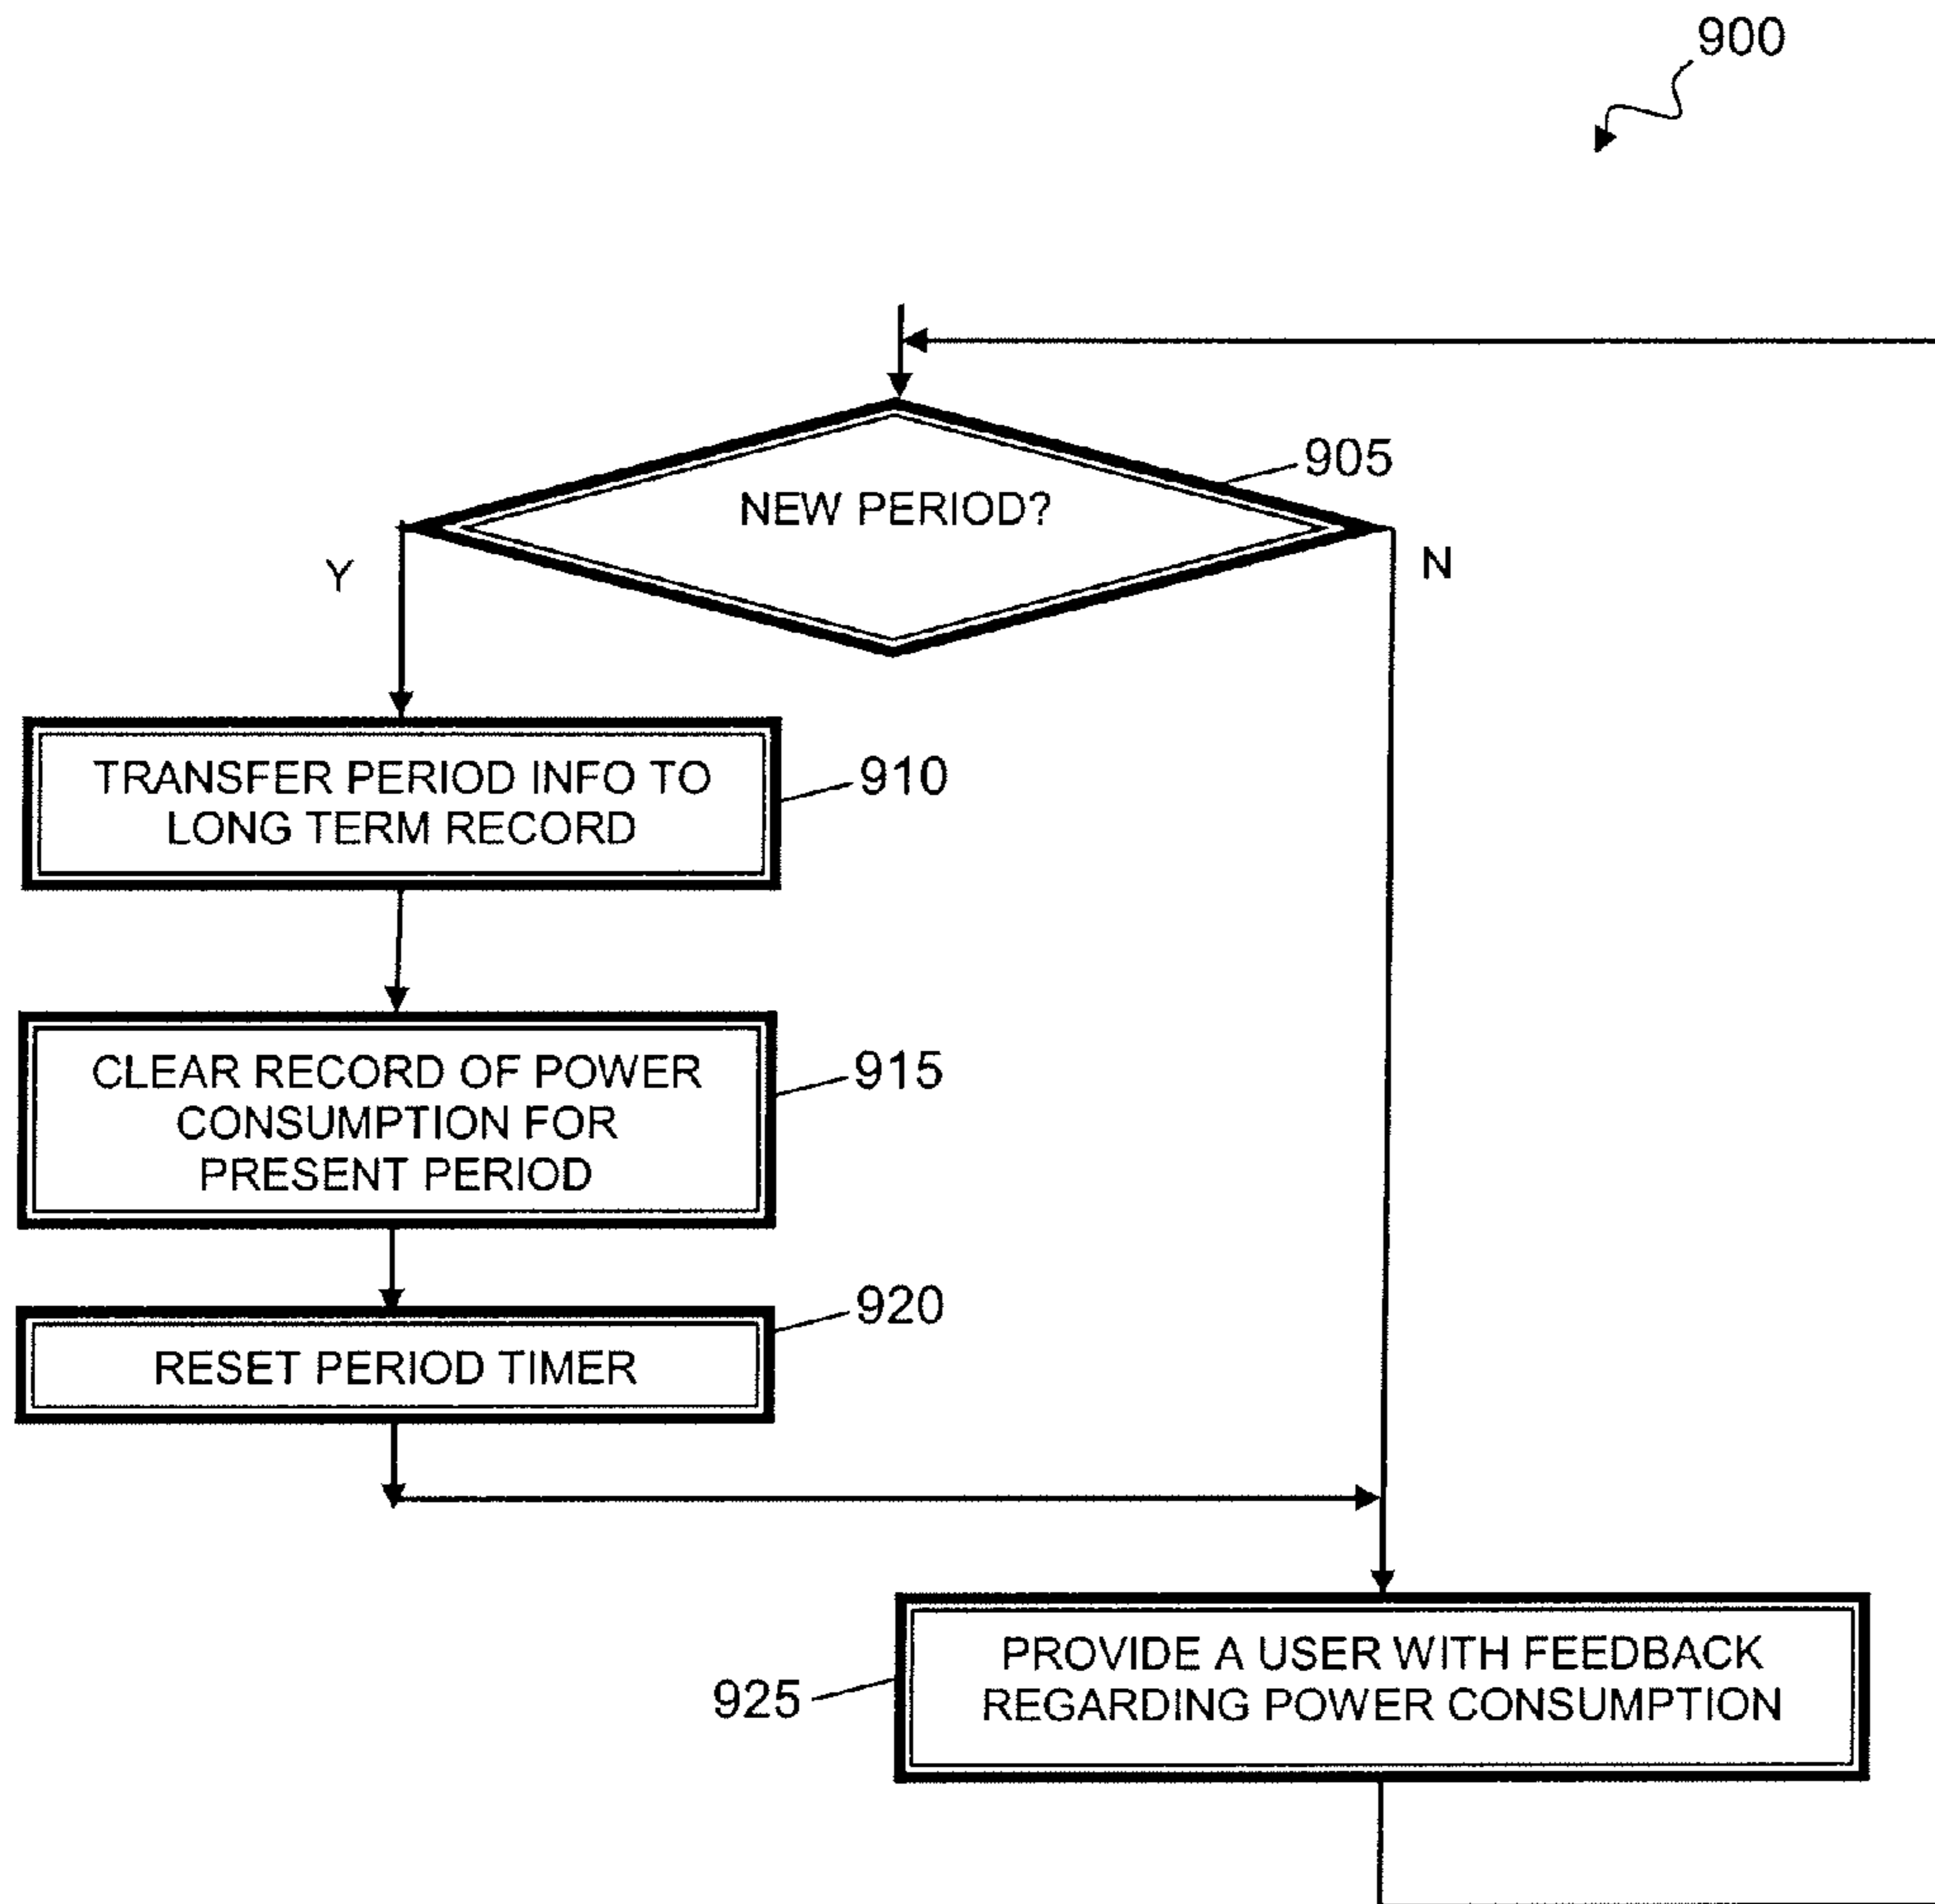 900
905
NEW PERIOD?
Y
N
TRANSFER PERIOD INFO TO
LONG TERM RECORD
910
CLEAR RECORD OF POWER
CONSUMPTION FOR
PRESENT PERIOD
915
920
RESET PERIOD TIMER
PROVIDE A USER WITH FEEDBACK
REGARDING POWER CONSUMPTION
925